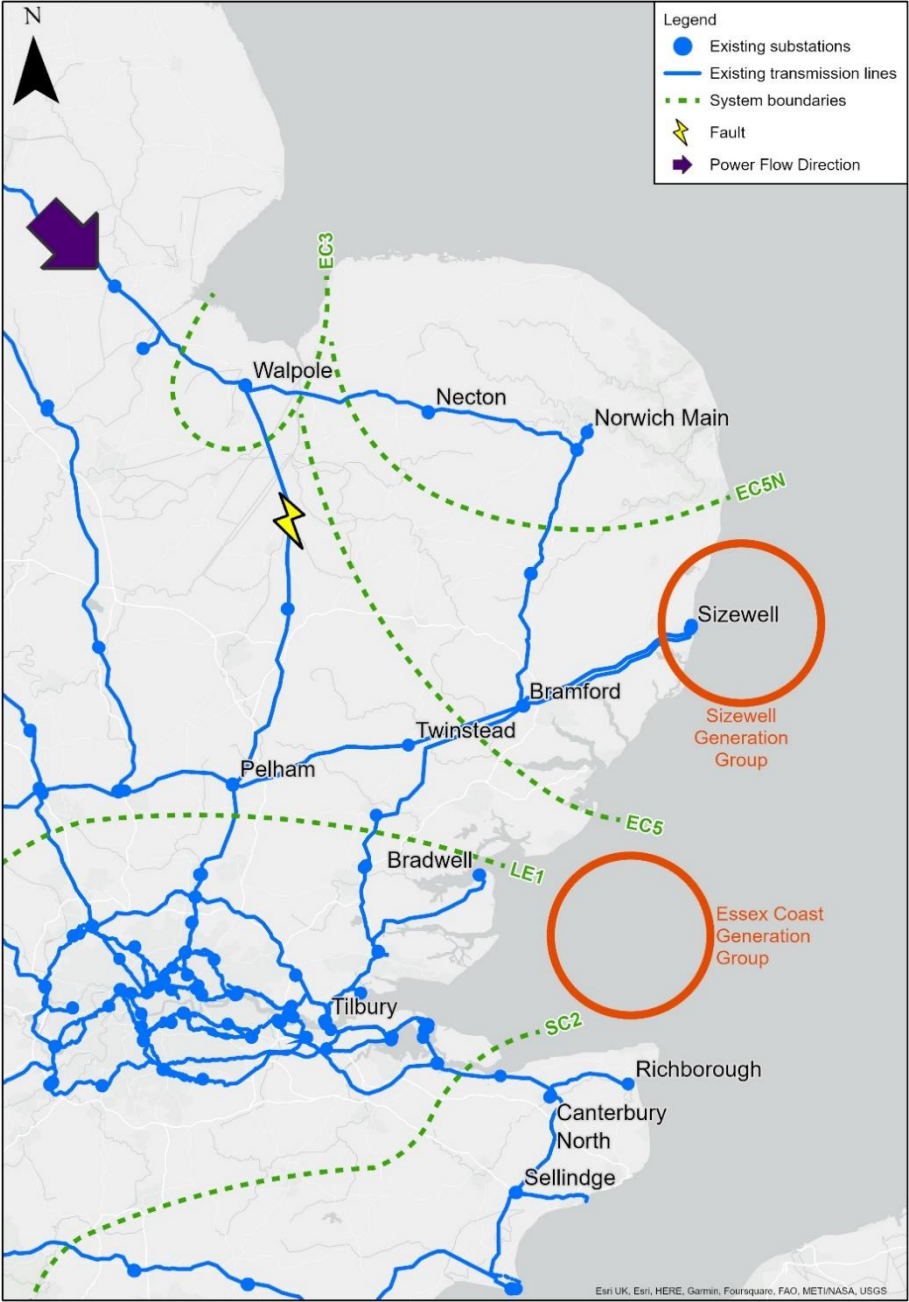 N
Legend
Existing substations
Existing transmission lines
System boundaries
Fault
Power Flow Direction
EC3
Walpole
Necton
Norwich Main
EC5N
Sizewell
Sizewell
Generation
Group
Bramford
Twinstead
Pelham
EC5
Bradwell
LE1
Essex Coast
Generation
Group
Tilbury
SC2
Richborough
Canterbury
North
Sellindge
Esri UK, Esri, HERE, Garmin, Foursquare, FAO, METI/NASA, USGS